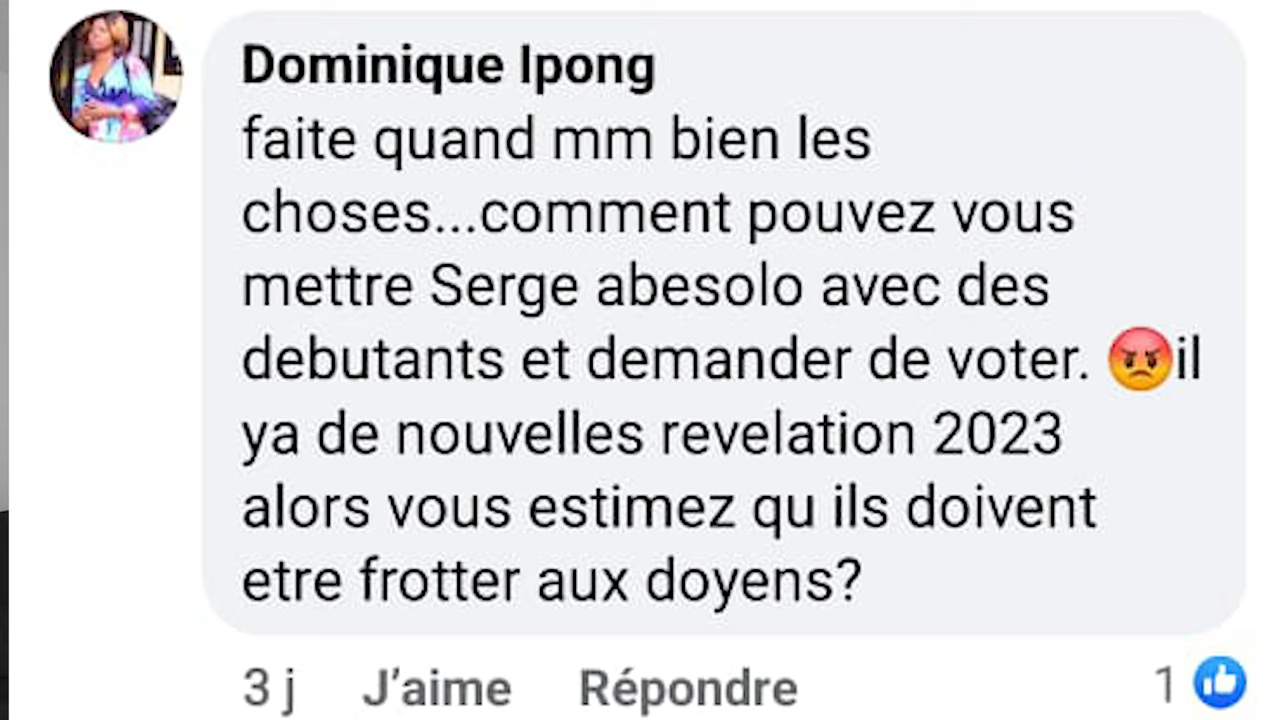 Dominique Ipong
faite quand mm bien les
choses...comment pouvez vous
mettre Serge abesolo avec des
debutants et demander de voter. 😡il
ya de nouvelles revelation 2023
alors vous estimez qu ils doivent
etre frotter aux doyens?
3 j J'aime Répondre 1